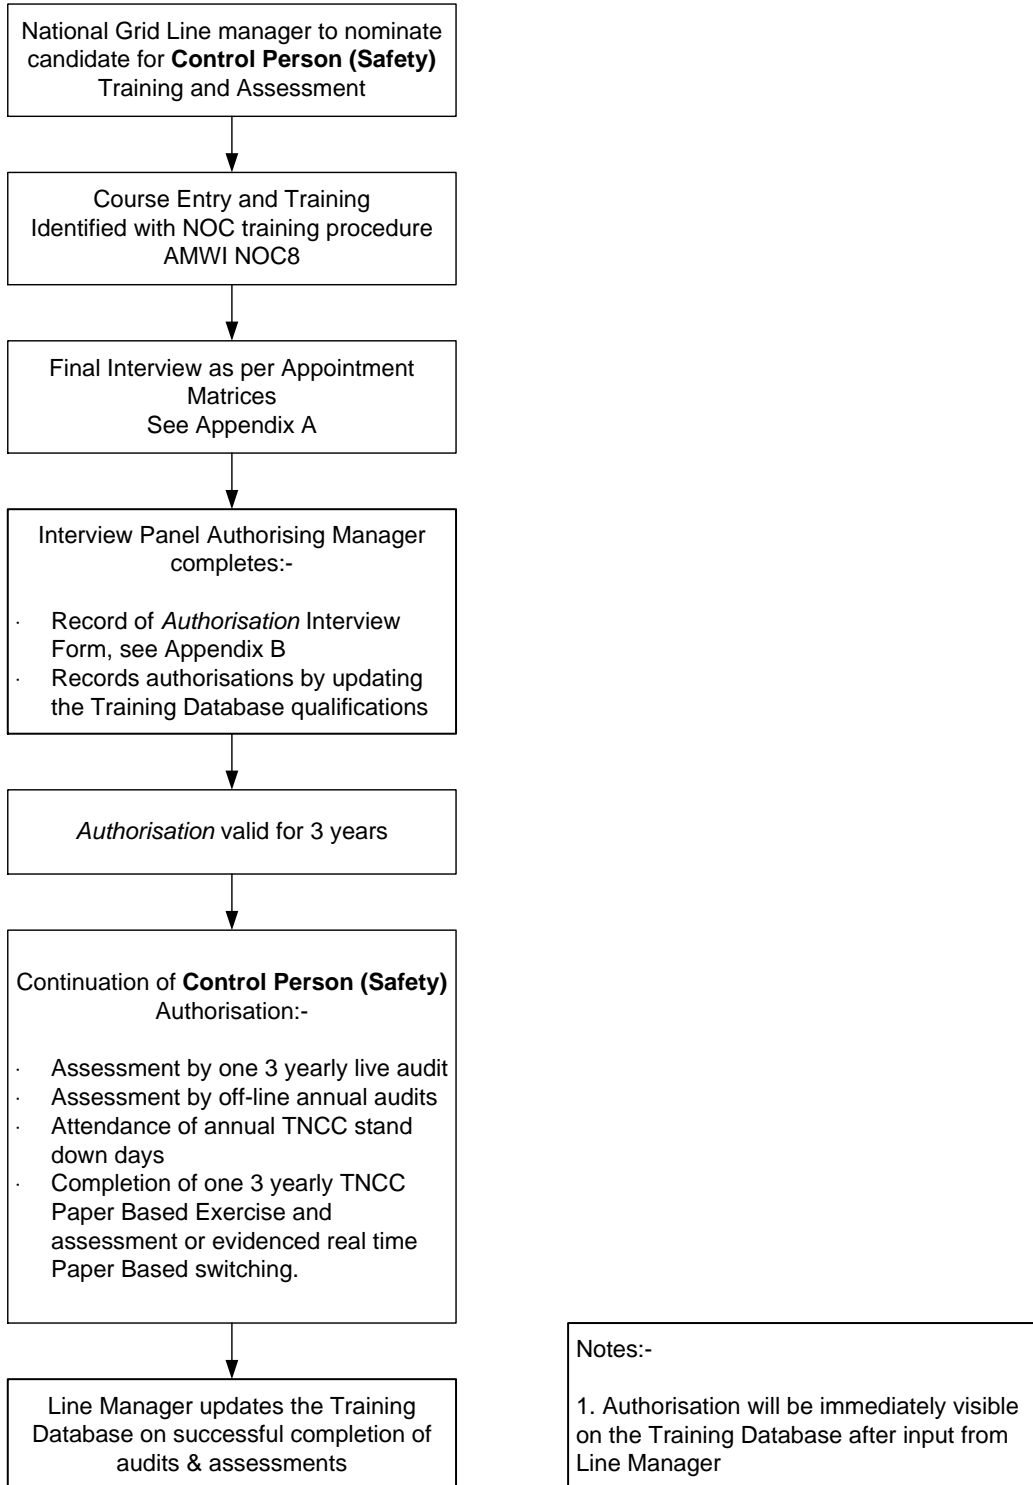 National Grid Line manager to nominate
candidate for Control Person (Safety)
Training and Assessment
Course Entry and Training
Identified with NOC training procedure
AMWI NOC8
Final Interview as per Appointment
Matrices
See Appendix A
Interview Panel Authorising Manager
completes:-
· Record of Authorisation Interview
Form, see Appendix B
· Records authorisations by updating
the Training Database qualifications
Authorisation valid for 3 years
Continuation of Control Person (Safety)
Authorisation:-
· Assessment by one 3 yearly live audit
· Assessment by off-line annual audits
· Attendance of annual TNCC stand
down days
· Completion of one 3 yearly TNCC
Paper Based Exercise and
assessment or evidenced real time
Paper Based switching.
Line Manager updates the Training
Database on successful completion of
audits & assessments
Notes:-
1. Authorisation will be immediately visible
on the Training Database after input from
Line Manager